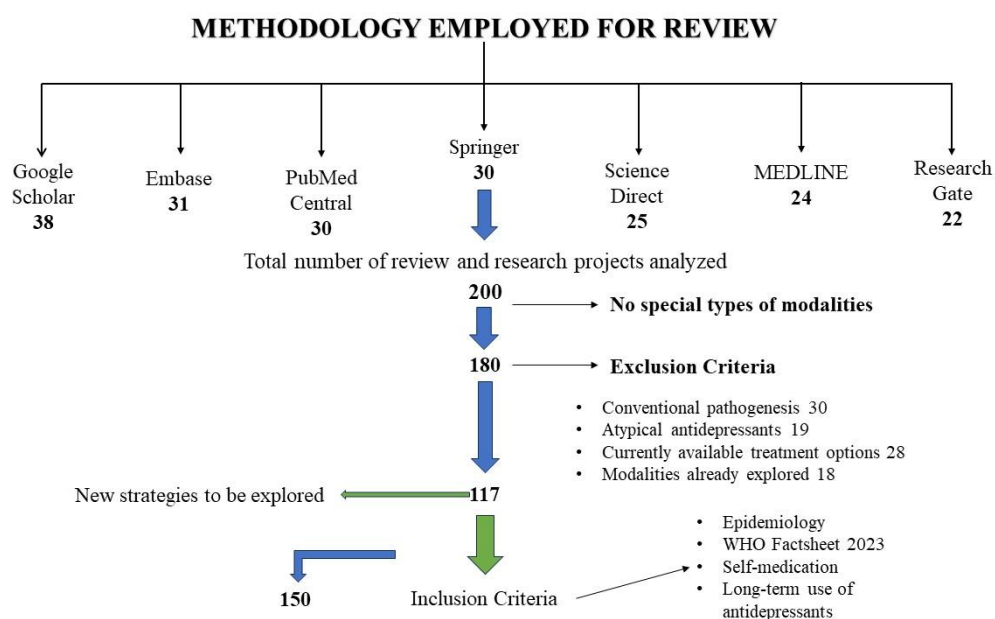 METHODOLOGY EMPLOYED FOR REVIEW
Google
Scholar
38
Embase
31
PubMed
Central
30
Springer
30
Science
Direct
25
MEDLINE
24
Research
Gate
22
Total number of review and research projects analyzed
200
No special types of modalities
180
Exclusion Criteria
• Conventional pathogenesis 30
• Atypical antidepressants 19
• Currently available treatment options 28
• Modalities already explored 18
New strategies to be explored
117
• Epidemiology
• WHO Factsheet 2023
• Self-medication
• Long-term use of
antidepressants
150
Inclusion Criteria